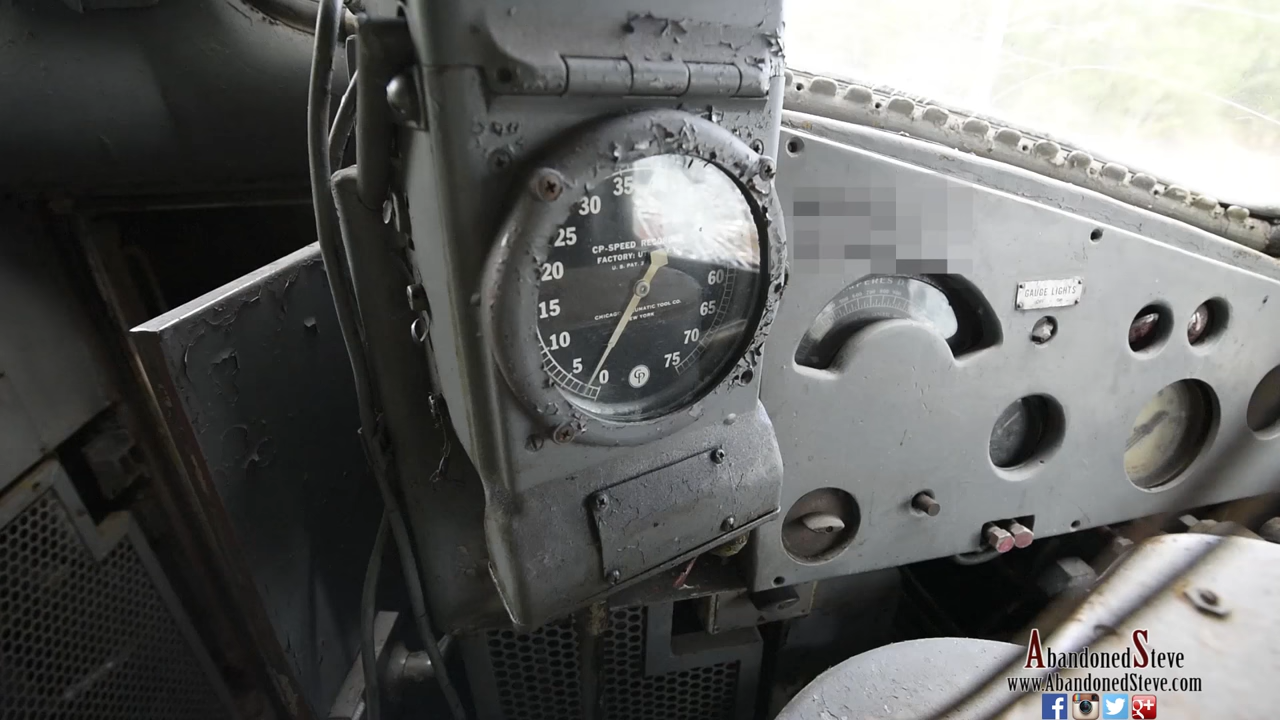 35
30
25
20
15
10
5
0
60
65
70
75
CP-SPEED
FACTORY:
U.S. PAT.
CHICAGO PNEUMATIC TOOL CO.
NEW YORK
CP
GAUGE LIGHTS
AbandonedSteve
www.AbandonedSteve.com